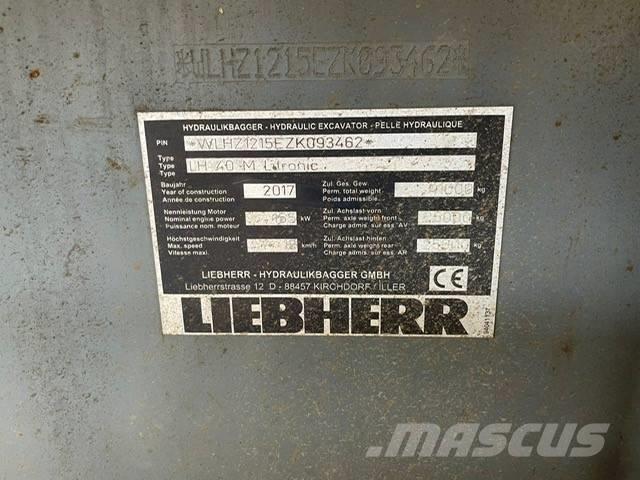 *WLHZ1215EZK093462*
HYDRAULIKBAGGER - HYDRAULIC EXCAVATOR - PELLE HYDRAULIQUE
PIN *WLHZ1215EZK093462*
Type
Type LH 40 M Litronic
Type
Baujahr
Year of construction 2017
Année de construction
Zul. Ges. Gew.
Perm. total weight kg
Poids admissible
Nennleistung Motor
Nominal engine power kW
Puissance nom. moteur
Zul. Achslast vorn
Perm. axle weight front kg
Charge admiss. sur ess. AV
Höchstgeschwindigkeit
Max. speed km/h
Vitesse maxi.
Zul. Achslast hinten
Perm. axle weight rear kg
Charge admiss. sur ess. AR
LIEBHERR - HYDRAULIKBAGGER GMBH
Liebherrstrasse 12 D - 88457 KIRCHDORF / ILLER
CE
LIEBHERR
MASCUS